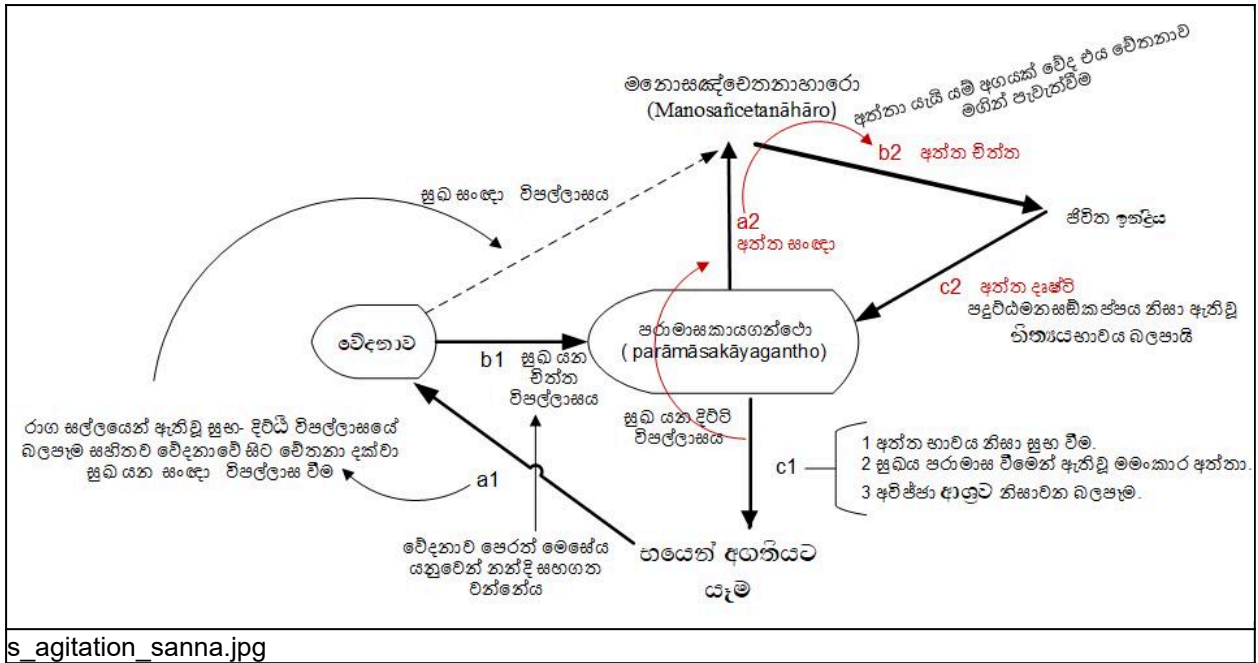 මනොසඤ්චෙතනාහාරො
(Manosañcetanāhāro)
අත්තා යැයි යම් අගයක් වේද එය චේතනාව
මගින් පැවැත්වීම
b2 අත්ත චිත්ත
සුඛ සංඥා විපල්ලාසය
a2
අත්ත සංඥා
ජීවිත ඉන්ද්‍රිය
c2 අත්ත දෘෂ්ටි
පදුට්ඨමනසඞ්කප්පය නිසා ඇතිවූ
භාවය බලපායි
වේදනාව
b1 සුඛ යන
චිත්ත
විපල්ලාසය
පරාමාසකායගන්ථො
( parāmāsakāyagantho)
සුඛ යන දිට්ඨි
විපල්ලාසය
රාග සල්ලයෙන් ඇතිවූ සුභ- දිට්ඨි විපල්ලාසයේ
බලපෑම සහිතව වේදනාවේ සිට චේතනා දක්වා
සුඛ යන සංඥා විපල්ලාස වීම
a1
c1
1 අත්ත භාවය නිසා සුභ වීම.
2 සුඛය පරාමාස වීමෙන් ඇතිවූ මමංකාර අත්තා.
3 අවිජ්ජා ආශ්‍රව නිසාවන බලපෑම.
වේදනාව පෙරත් මෙසේය
යනුවෙන් නන්දි සහගත
වන්නේය
භයෙන් අගතියට
යෑම
s_agitation_sanna.jpg